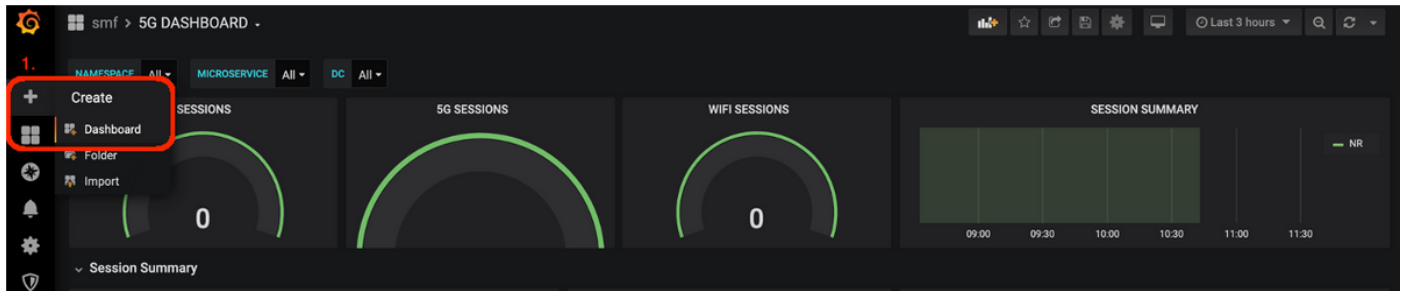 smf > 5G DASHBOARD
Last 3 hours
1.
NAMESPACE All
MICROSERVICE All
DC All
Create
Dashboard
Folder
Import
SESSIONS
0
5G SESSIONS
WIFI SESSIONS
0
SESSION SUMMARY
NR
09:00 09:30 10:00 10:30 11:00 11:30
Session Summary